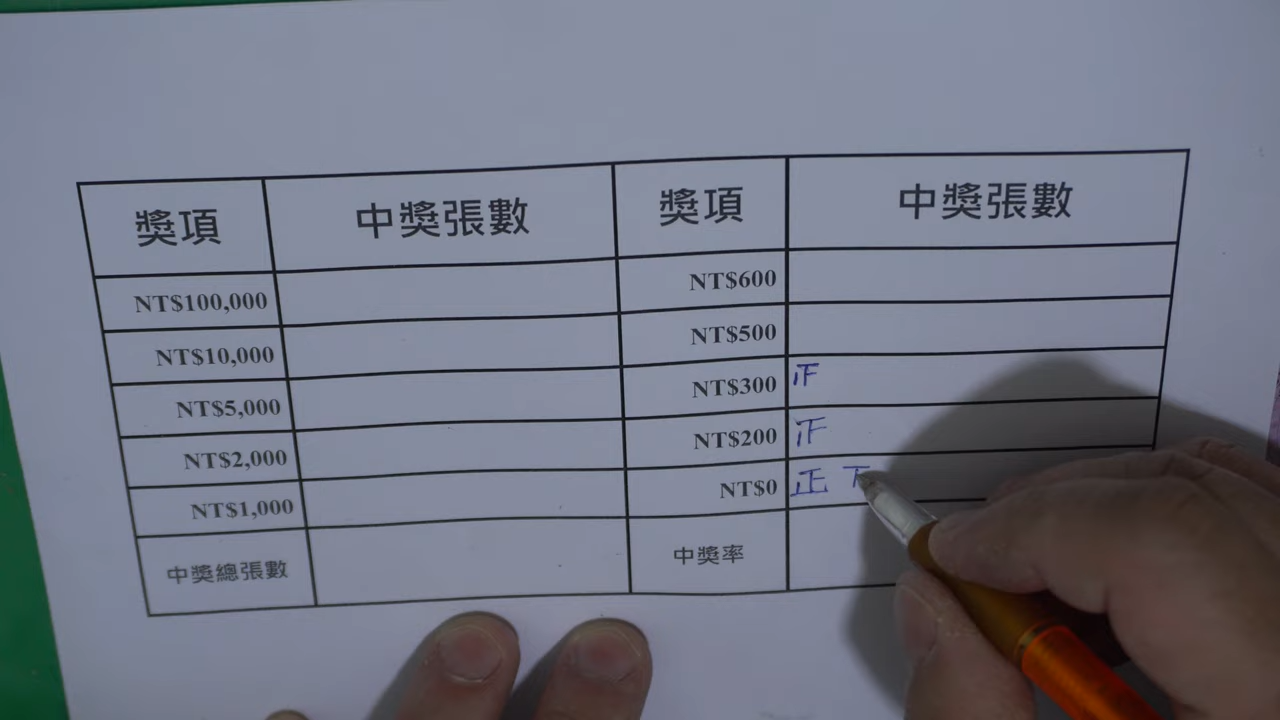 獎項 中獎張數 獎項 中獎張數
NT$100,000 NT$600
NT$10,000 NT$500
NT$5,000 NT$300
NT$2,000 NT$200
NT$1,000 NT$0 正 下
中獎總張數 中獎率